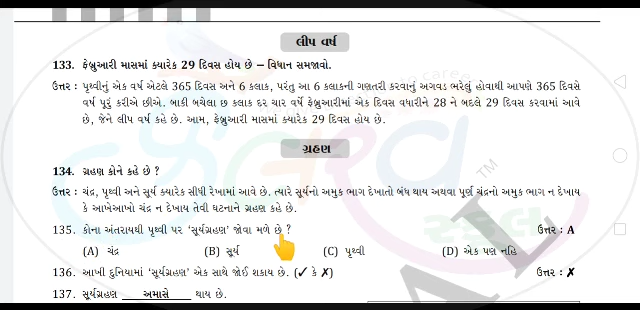 લીપ વર્ષ
133. ફેબ્રુઆરી માસમાં ક્યારેક 29 દિવસ હોય છે – વિધાન સમજાવો.
ઉત્તર : પૃથ્વીનું એક વર્ષ એટલે 365 દિવસ અને 6 કલાક, પરંતુ આ 6 કલાકની ગણતરી કરવાનું અગવડ ભરેલું હોવાથી આપણે 365 દિવસે
વર્ષ પૂરું કરીએ છીએ. બાકી બચેલા છ કલાક દર ચાર વર્ષે ફેબ્રુઆરીમાં એક દિવસ વધારીને 28 ને બદલે 29 દિવસ કરવામાં આવે
છે, જેને લીપ વર્ષ કહે છે. આમ, ફેબ્રુઆરી માસમાં ક્યારેક 29 દિવસ હોય છે.
ગ્રહણ
134. ગ્રહણ કોને કહે છે ?
ઉત્તર : ચંદ્ર, પૃથ્વી અને સૂર્ય ક્યારેક સીધી રેખામાં આવે છે. ત્યારે સૂર્યનો અમુક ભાગ દેખાતો બંધ થાય અથવા પૂર્ણ ચંદ્રનો અમુક ભાગ ન દેખાય
કે આખેઆખો ચંદ્ર ન દેખાય તેવી ઘટનાને ગ્રહણ કહે છે.
135. કોના અંતરાયથી પૃથ્વી પર ‘સૂર્યગ્રહણ’ જોવા મળે છે ? ઉત્તર : A
(A) ચંદ્ર (B) સૂર્ય (C) પૃથ્વી (D) એક પણ નહિ
136. આખી દુનિયામાં ‘સૂર્યગ્રહણ’ એક સાથે જોઈ શકાય છે. (✓ કે ✗) ઉત્તર : ✗
137. સૂર્યગ્રહણ અમાસે થાય છે.
TM